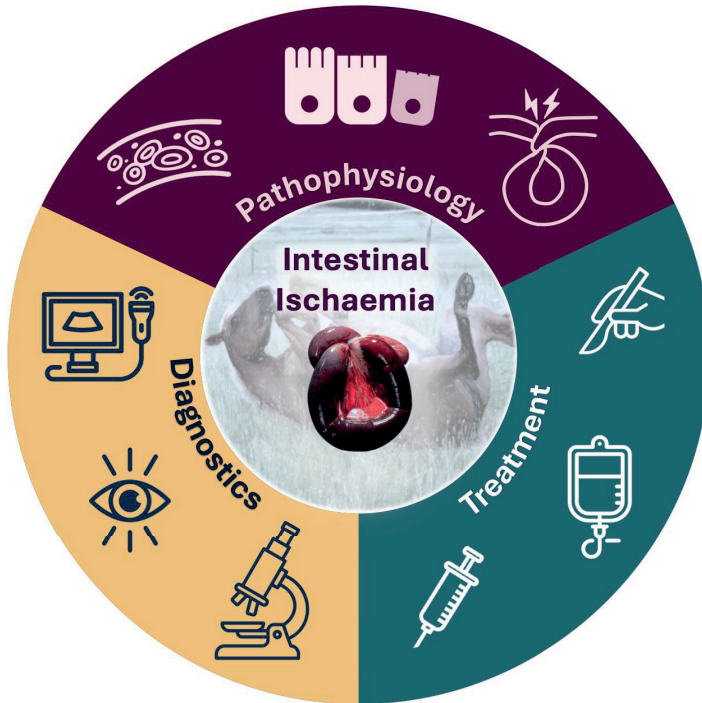 Pathophysiology
Intestinal
Ischaemia
Diagnostics
Treatment